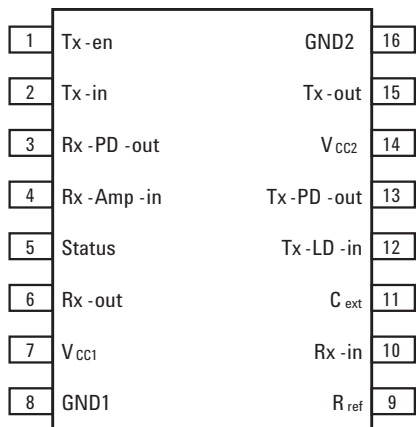 1 Tx-en GND2 16
2 Tx-in Tx-out 15
3 Rx-PD-out VCC2 14
4 Rx-Amp-in Tx-PD-out 13
5 Status Tx-LD-in 12
6 Rx-out Cext 11
7 VCC1 Rx-in 10
8 GND1 Rref 9